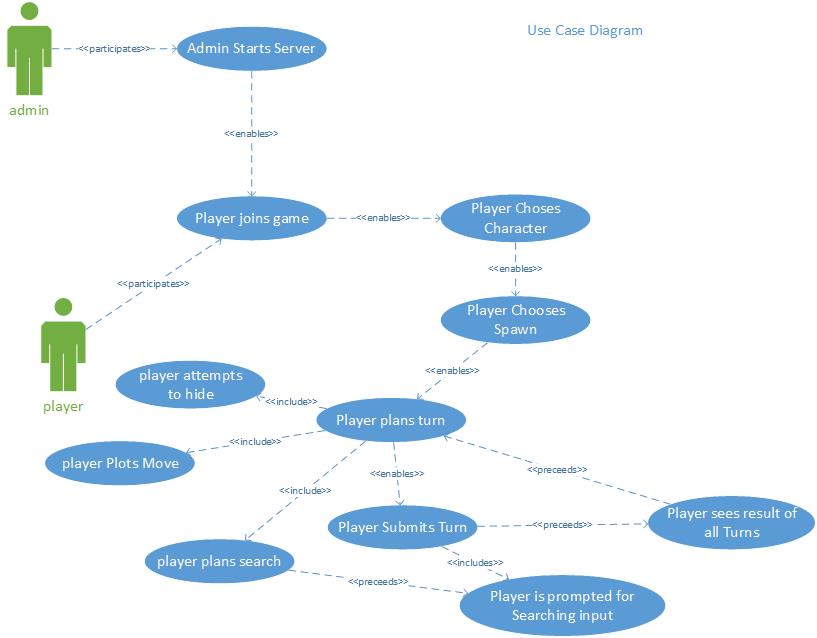 Use Case Diagram
<<participates>>
Admin Starts Server
admin
<<enables>>
Player joins game
<<enables>>
Player Choses
Character
<<enables>>
<<participates>>
Player Chooses
Spawn
player
<<enables>>
player attempts
to hide
<<include>>
Player plans turn
<<include>>
player Plots Move
<<preceeds>>
<<enables>>
<<include>>
Player Submits Turn
<<preceeds>>
Player sees result of
all Turns
player plans search
<<includes>>
<<preceeds>>
Player is prompted for
Searching input